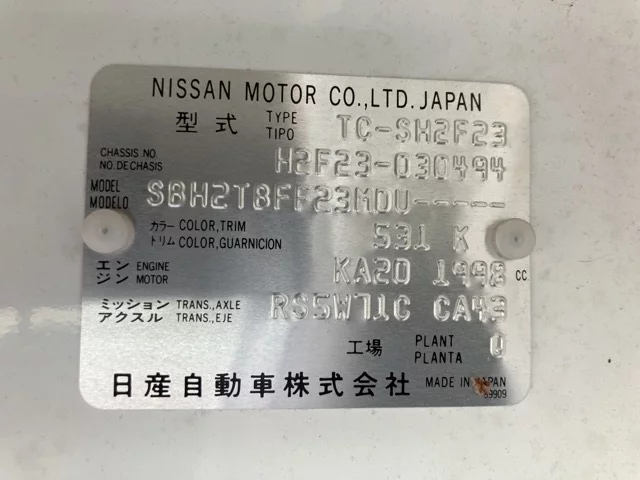 NISSAN MOTOR CO.,LTD. JAPAN
型式 TYPE TIPO TC-SH2F23
CHASSIS.NO. NO.DE CHASIS H2F23-030494
MODEL MODELO SBH2TBFF23MDU-----
カラー COLOR,TRIM
トリム COLOR,GUARNICION 531 K
エンジン ENGINE MOTOR KA20 1998 CC
ミッション TRANS.,AXLE
アクスル TRANS.,EJE RS5W71C CA43
工場 PLANT PLANTA 0
日産自動車株式会社 MADE IN JAPAN